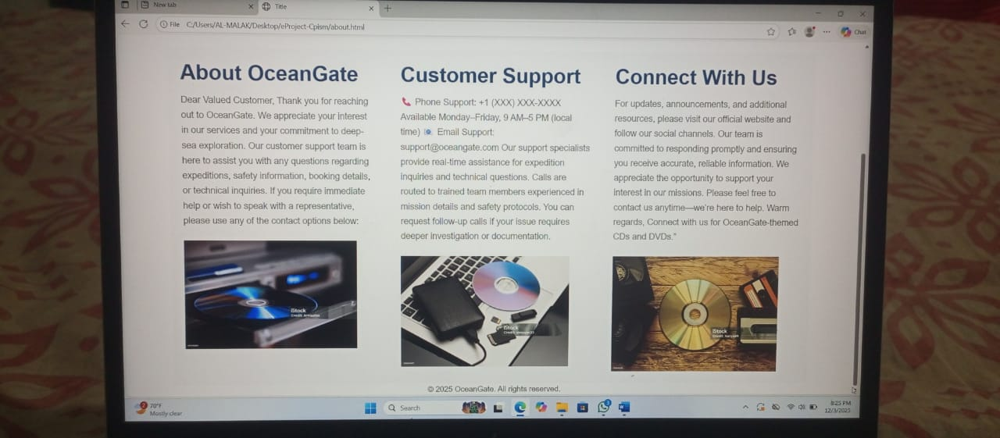 New tab
Title
File C:/Users/AL-MALAK/Desktop/eProject-Cpism/about.html
Chat
About OceanGate
Dear Valued Customer, Thank you for reaching
out to OceanGate. We appreciate your interest
in our services and your commitment to deep-
sea exploration. Our customer support team is
here to assist you with any questions regarding
expeditions, safety information, booking details,
or technical inquiries. If you require immediate
help or wish to speak with a representative,
please use any of the contact options below:
iStock
Customer Support
📞 Phone Support: +1 (XXX) XXX-XXXX
Available Monday–Friday, 9 AM–5 PM (local
time) 📧 Email Support:
support@oceangate.com Our support specialists
provide real-time assistance for expedition
inquiries and technical questions. Calls are
routed to trained team members experienced in
mission details and safety protocols. You can
request follow-up calls if your issue requires
deeper investigation or documentation.
iStock
Connect With Us
For updates, announcements, and additional
resources, please visit our official website and
follow our social channels. Our team is
committed to responding promptly and ensuring
you receive accurate, reliable information. We
appreciate the opportunity to support your
interest in our missions. Please feel free to
contact us anytime—we're here to help. Warm
regards, Connect with us for OceanGate-themed
CDs and DVDs."
iStock
© 2025 OceanGate. All rights reserved.
2
70°F
Mostly clear
Search
3
8:25 PM
12/3/2025